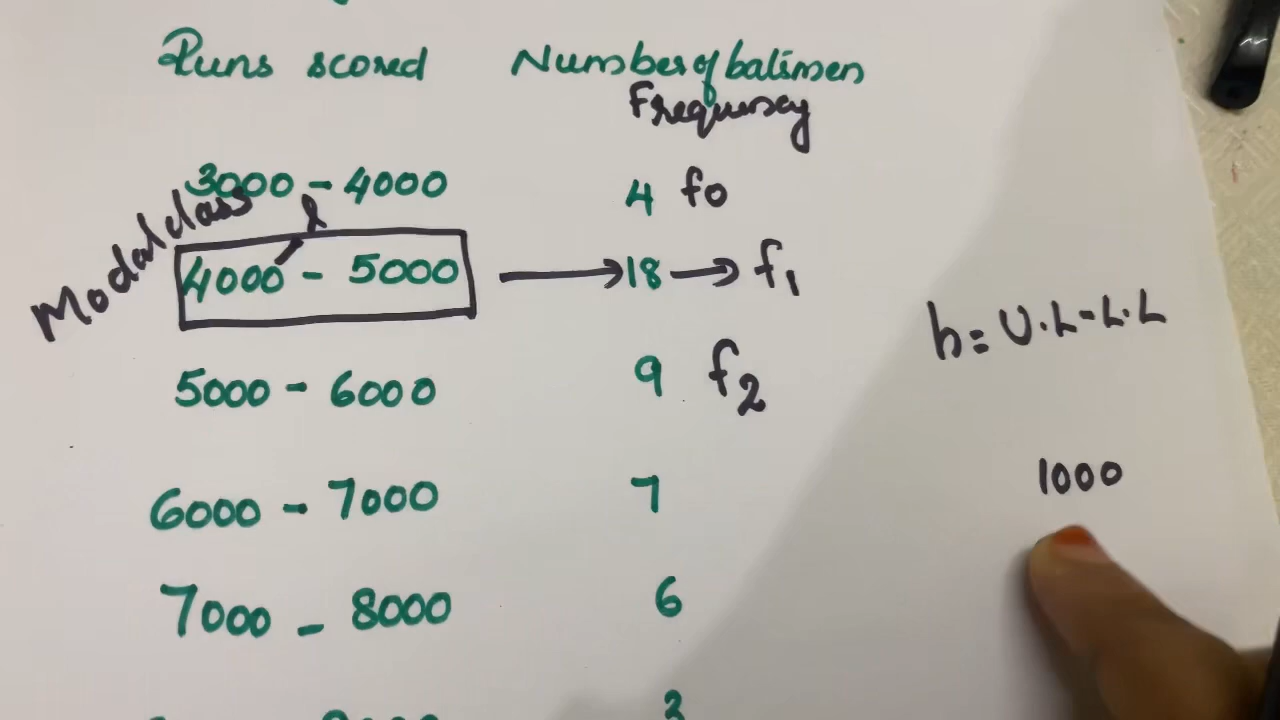 Runs scored Number of batsmen
Frequency
3000 - 4000 4 f0
Modal class l
4000 - 5000 18 f1
h = U.L - L.L
5000 - 6000 9 f2
1000
6000 - 7000 7
7000 - 8000 6
3